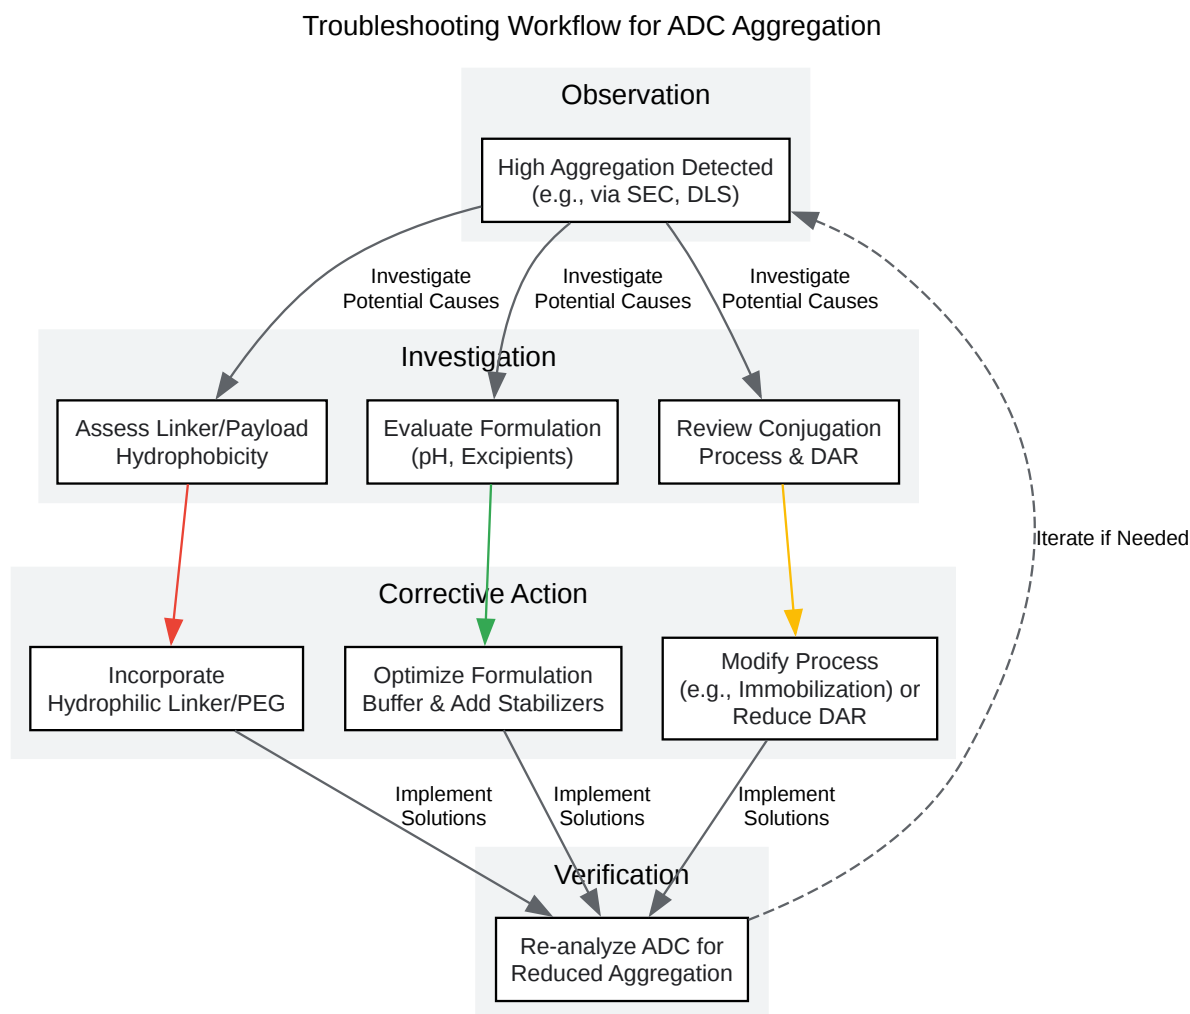 Troubleshooting Workflow for ADC Aggregation
Observation
High Aggregation Detected
(e.g., via SEC, DLS)
Investigate
Potential Causes
Investigate
Potential Causes
Investigate
Potential Causes
Investigation
Assess Linker/Payload
Hydrophobicity
Evaluate Formulation
(pH, Excipients)
Review Conjugation
Process & DAR
Iterate if Needed
Corrective Action
Incorporate
Hydrophilic Linker/PEG
Optimize Formulation
Buffer & Add Stabilizers
Modify Process
(e.g., Immobilization) or
Reduce DAR
Implement
Solutions
Implement
Solutions
Implement
Solutions
Verification
Re-analyze ADC for
Reduced Aggregation